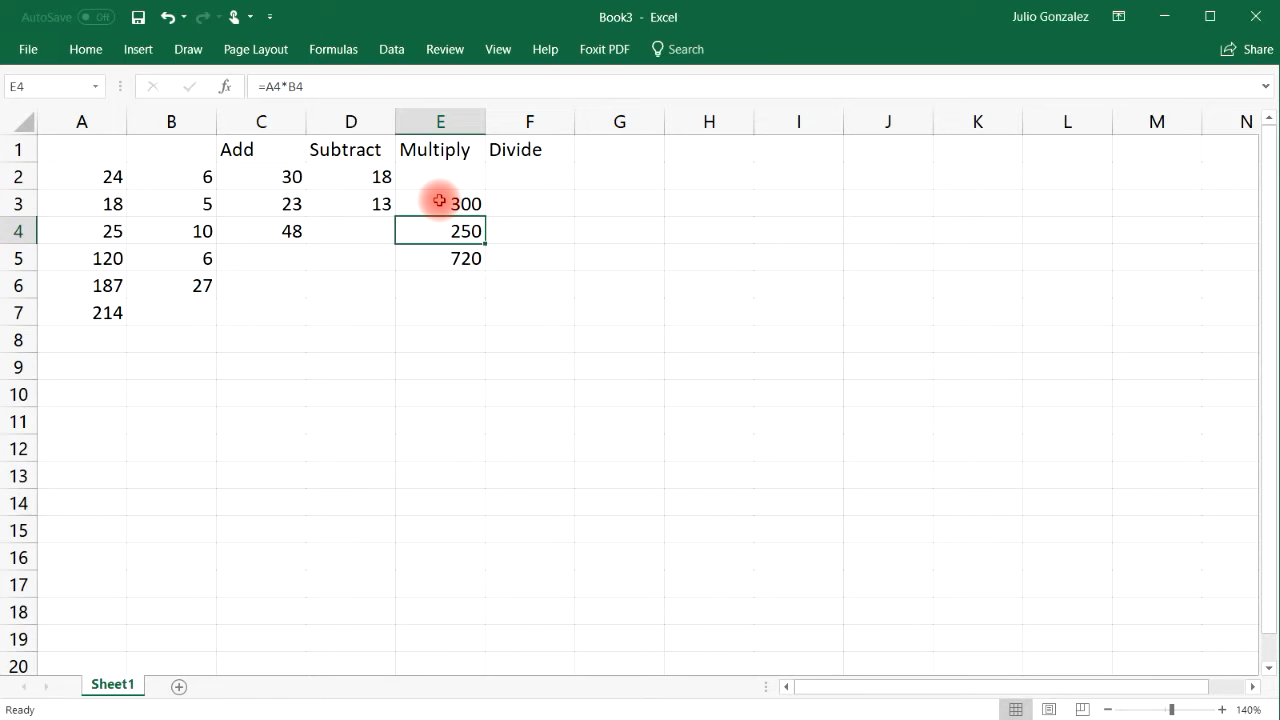 AutoSave Off Book3 - Excel Julio Gonzalez
File Home Insert Draw Page Layout Formulas Data Review View Help Foxit PDF Search Share
E4 fx =A4*B4
A B C D E F G H I J K L M N
1 Add Subtract Multiply Divide
2 24 6 30 18
3 18 5 23 13 300
4 25 10 48 250
5 120 6 720
6 187 27
7 214
8
9
10
11
12
13
14
15
16
17
18
19
20
Sheet1
Ready 140%